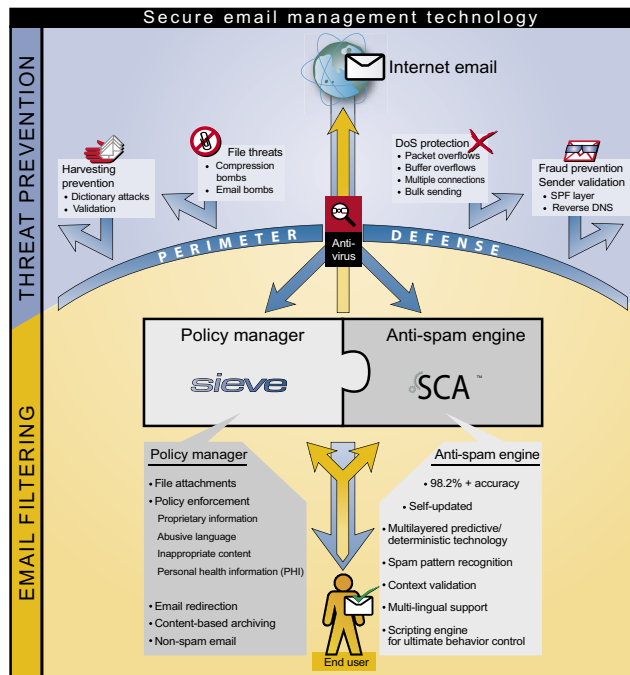 Secure email management technology
THREAT PREVENTION
EMAIL FILTERING
Internet email
Harvesting
prevention
• Dictionary attacks
• Validation
File threats
• Compression
bombs
• Email bombs
DoS protection
• Packet overflows
• Buffer overflows
• Multiple connections
• Bulk sending
Fraud prevention
Sender validation
• SPF layer
• Reverse DNS
PERIMETER DEFENSE
Anti-
virus
Policy manager
sieve
Anti-spam engine
SCA ™
Policy manager
• File attachments
• Policy enforcement
Proprietary information
Abusive language
Inappropriate content
Personal health information (PHI)
• Email redirection
• Content-based archiving
• Non-spam email
Anti-spam engine
• 98.2% + accuracy
• Self-updated
• Multilayered predictive/
deterministic technology
• Spam pattern recognition
• Context validation
• Multi-lingual support
• Scripting engine
for ultimate behavior control
End user